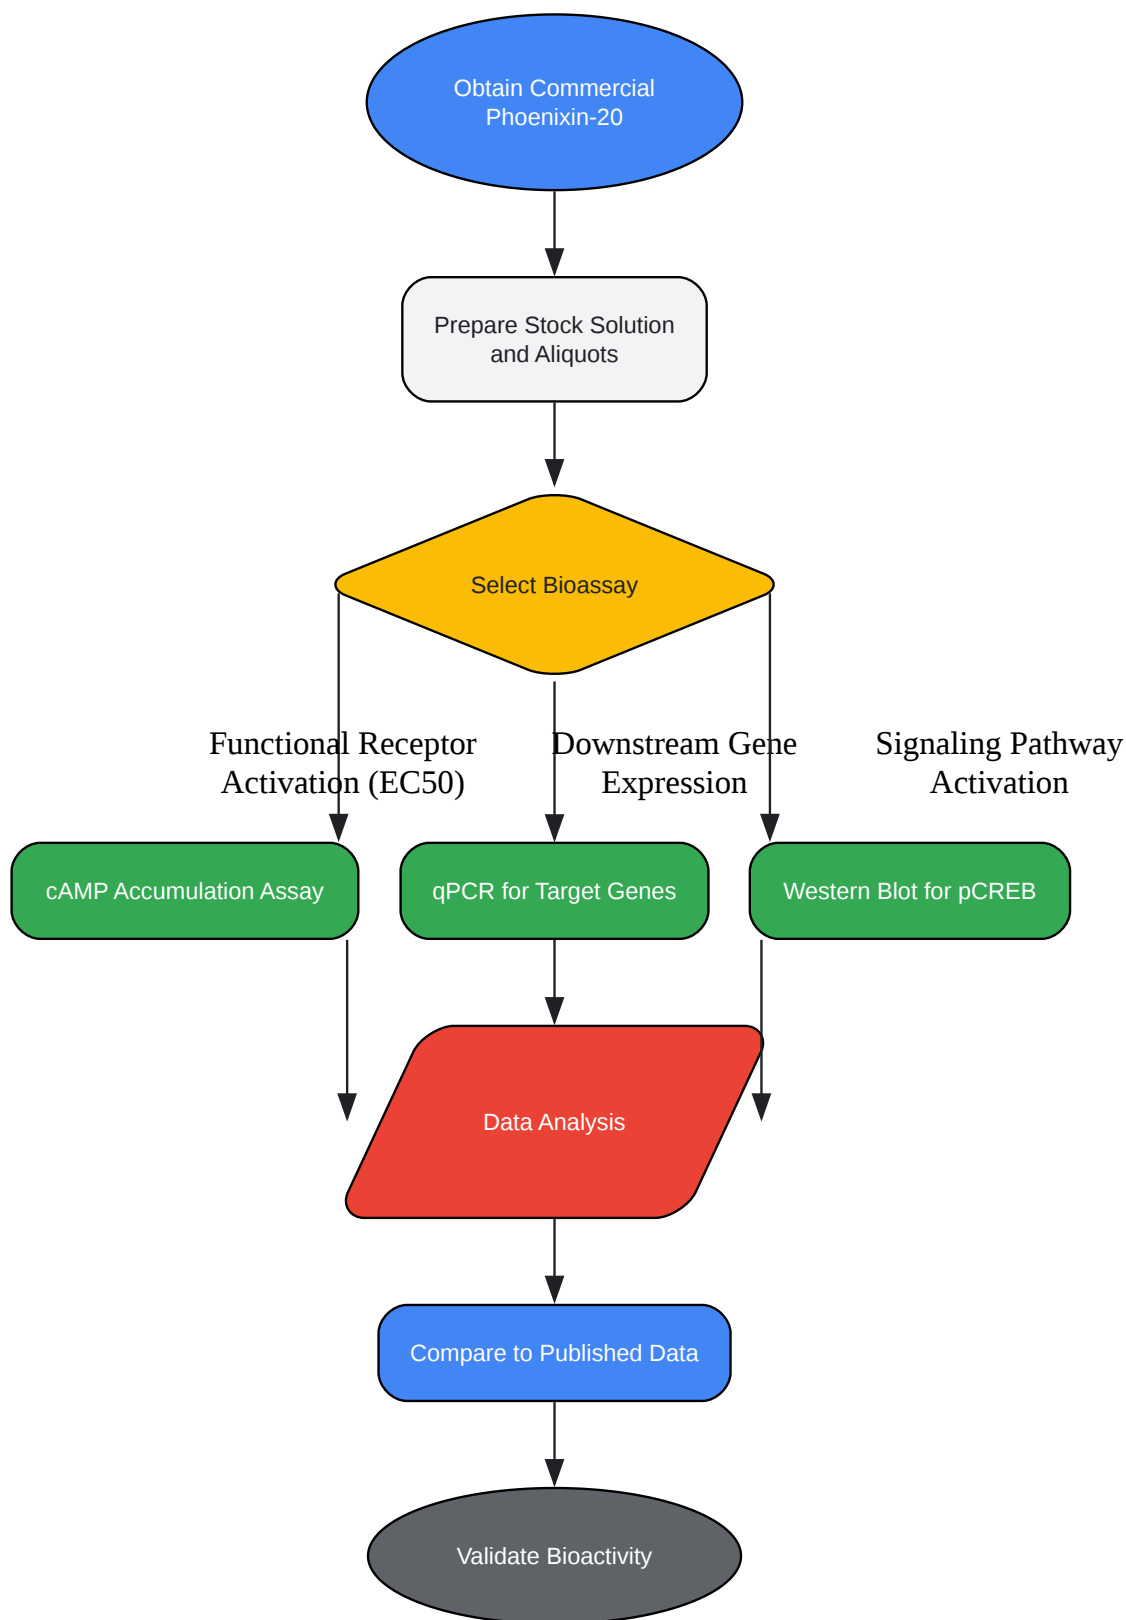 Obtain Commercial
Phoenixin-20
Prepare Stock Solution
and Aliquots
Select Bioassay
Functional Receptor
Activation (EC50)
Downstream Gene
Expression
Signaling Pathway
Activation
cAMP Accumulation Assay
qPCR for Target Genes
Western Blot for pCREB
Data Analysis
Compare to Published Data
Validate Bioactivity